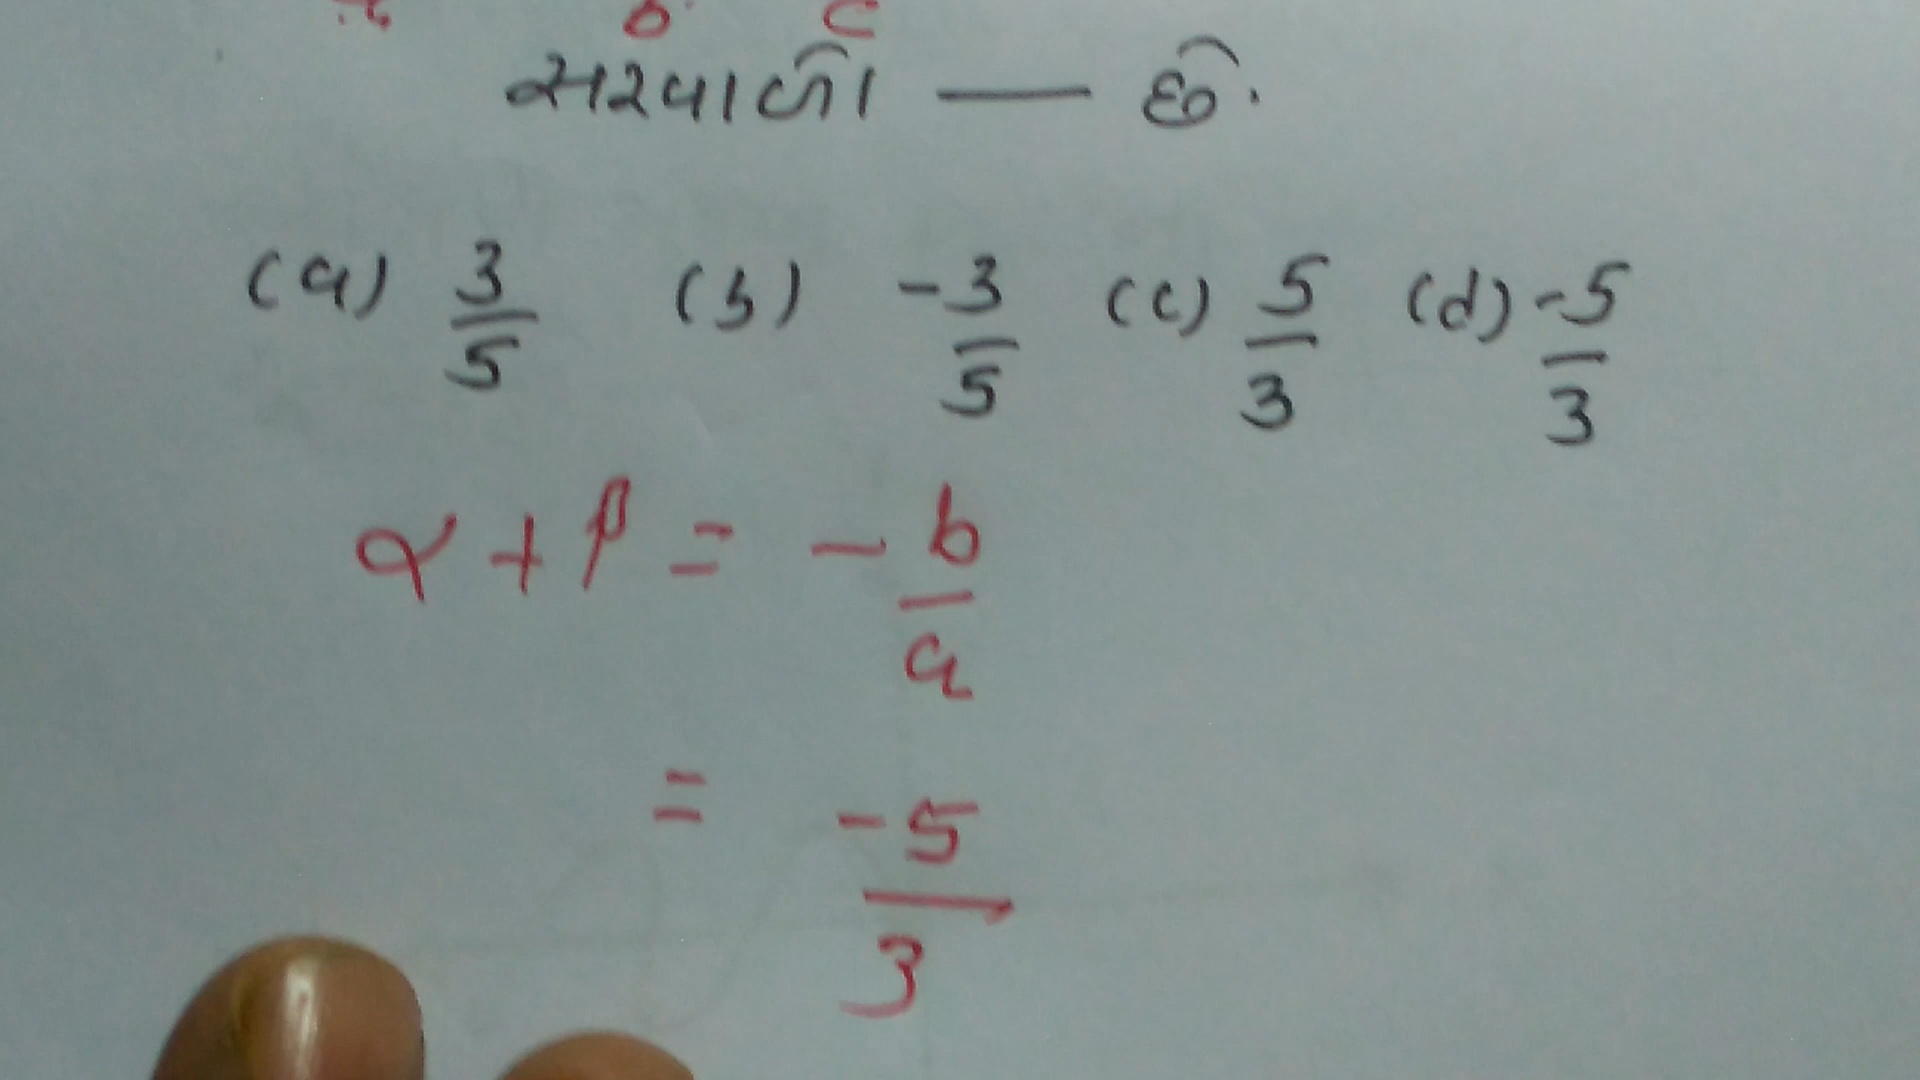 b c
સરવાળો — છે.
(a) 3/5 (b) -3/5 (c) 5/3 (d) -5/3
α + β = - b/a
= -5/3